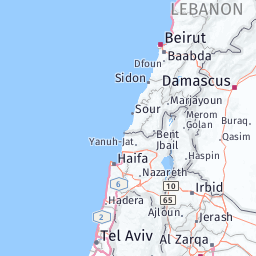 LEBANON
Beirut
Baabda
Dfoun
Sidon
Damascus
Marjayoun
Sour
Merom
Golan
Buraq
Bent
Jbail
Qasim
Yanuh-Jat
Haspin
Haifa
Nazareth
6
10
Irbid
Hadera
65
Ajloun
2
Jerash
Tel Aviv
Al Zarqa